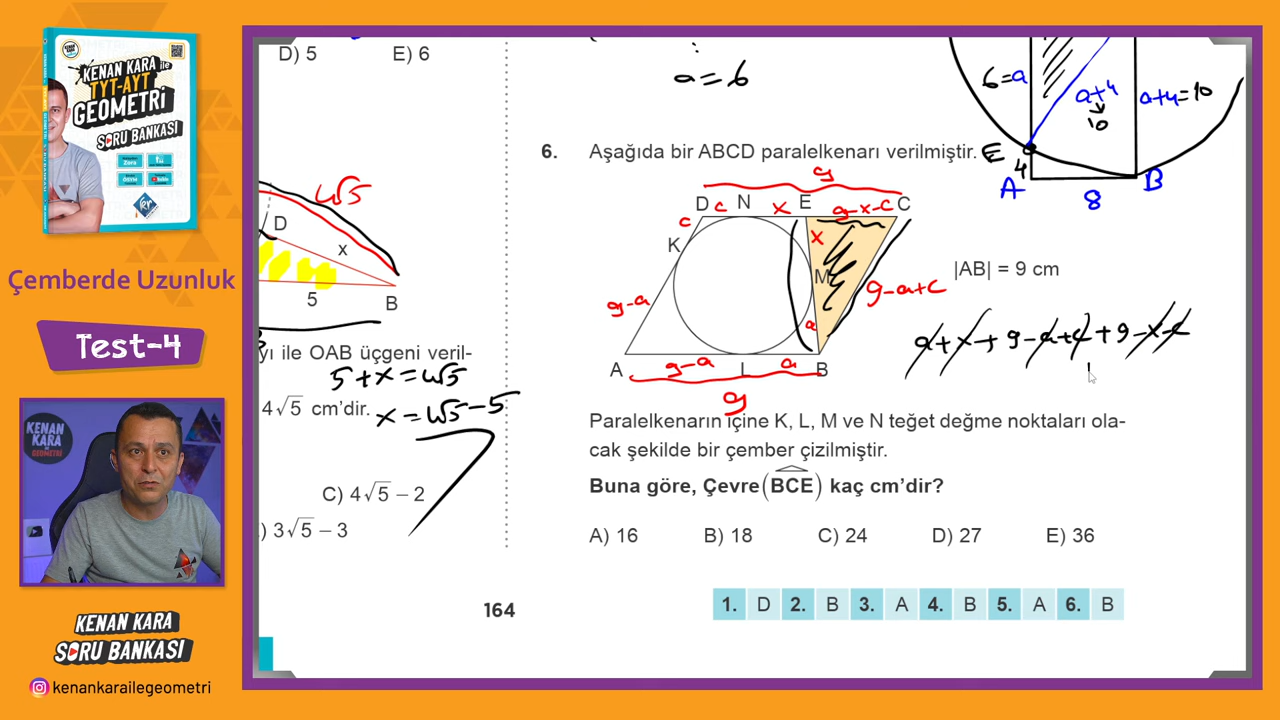 KENAN KARA ile
TYT-AYT
GEOMETRİ
SORU BANKASI
Çemberde Uzunluk
Test-4
KENAN
KARA
GEOMETRİ
KENAN KARA
SORU BANKASI
kenankarailegeometri
D) 5 E) 6
4√5
D
x
5
B
yı ile OAB üçgeni veril-
5+x=4√5
4√5 cm'dir.
x=4√5-5
C) 4√5 – 2
) 3√5 – 3
164
a=6
6=a
a+4
10
a+4=10
E
4
A
8
B
6. Aşağıda bir ABCD paralelkenarı verilmiştir.
9
D c N x E 9-x-c C
c
K
x
M
9-a
9-a+c
a
A 9-a L a B
9
|AB| = 9 cm
a+x+9-a+c+9-x-c
Paralelkenarın içine K, L, M ve N teğet değme noktaları ola-
cak şekilde bir çember çizilmiştir.
Buna göre, Çevre(BCE) kaç cm'dir?
A) 16 B) 18 C) 24 D) 27 E) 36
1. D 2. B 3. A 4. B 5. A 6. B